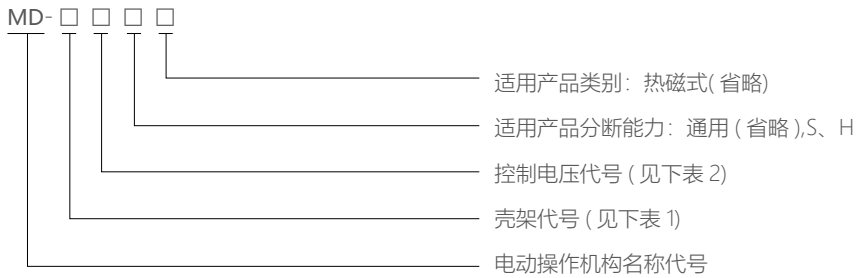 MD-□ □ □ □
适用产品类别：热磁式(省略)
适用产品分断能力：通用(省略),S、H
控制电压代号(见下表2)
壳架代号(见下表1)
电动操作机构名称代号